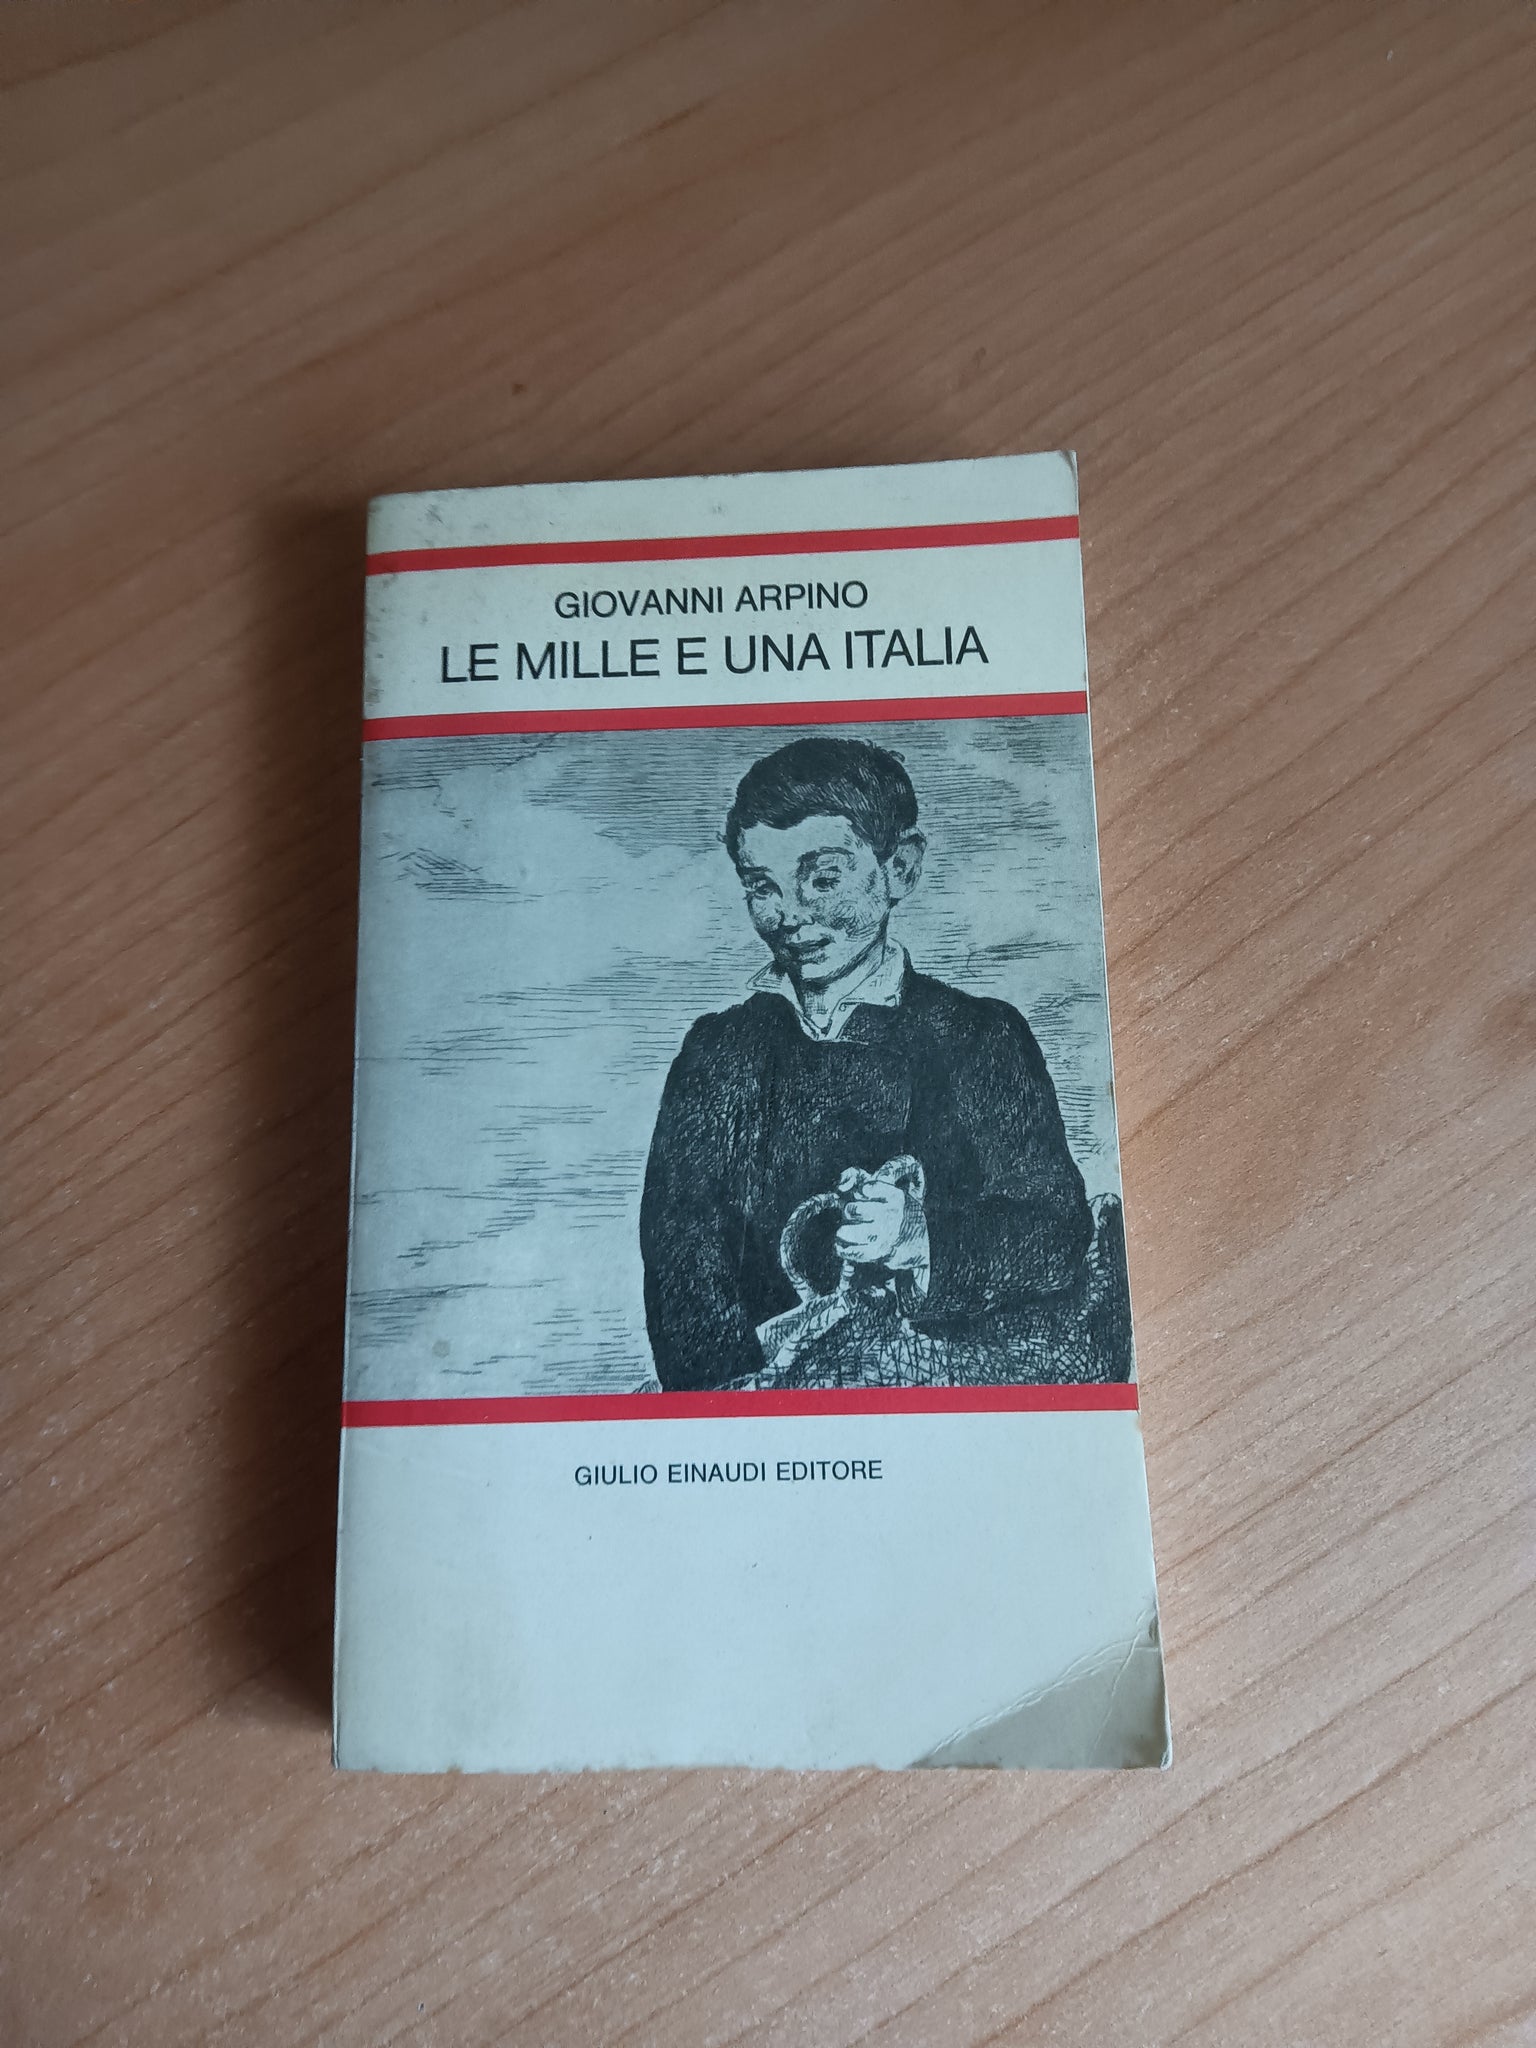 GIOVANNI ARPINO
LE MILLE E UNA ITALIA
GIULIO EINAUDI EDITORE